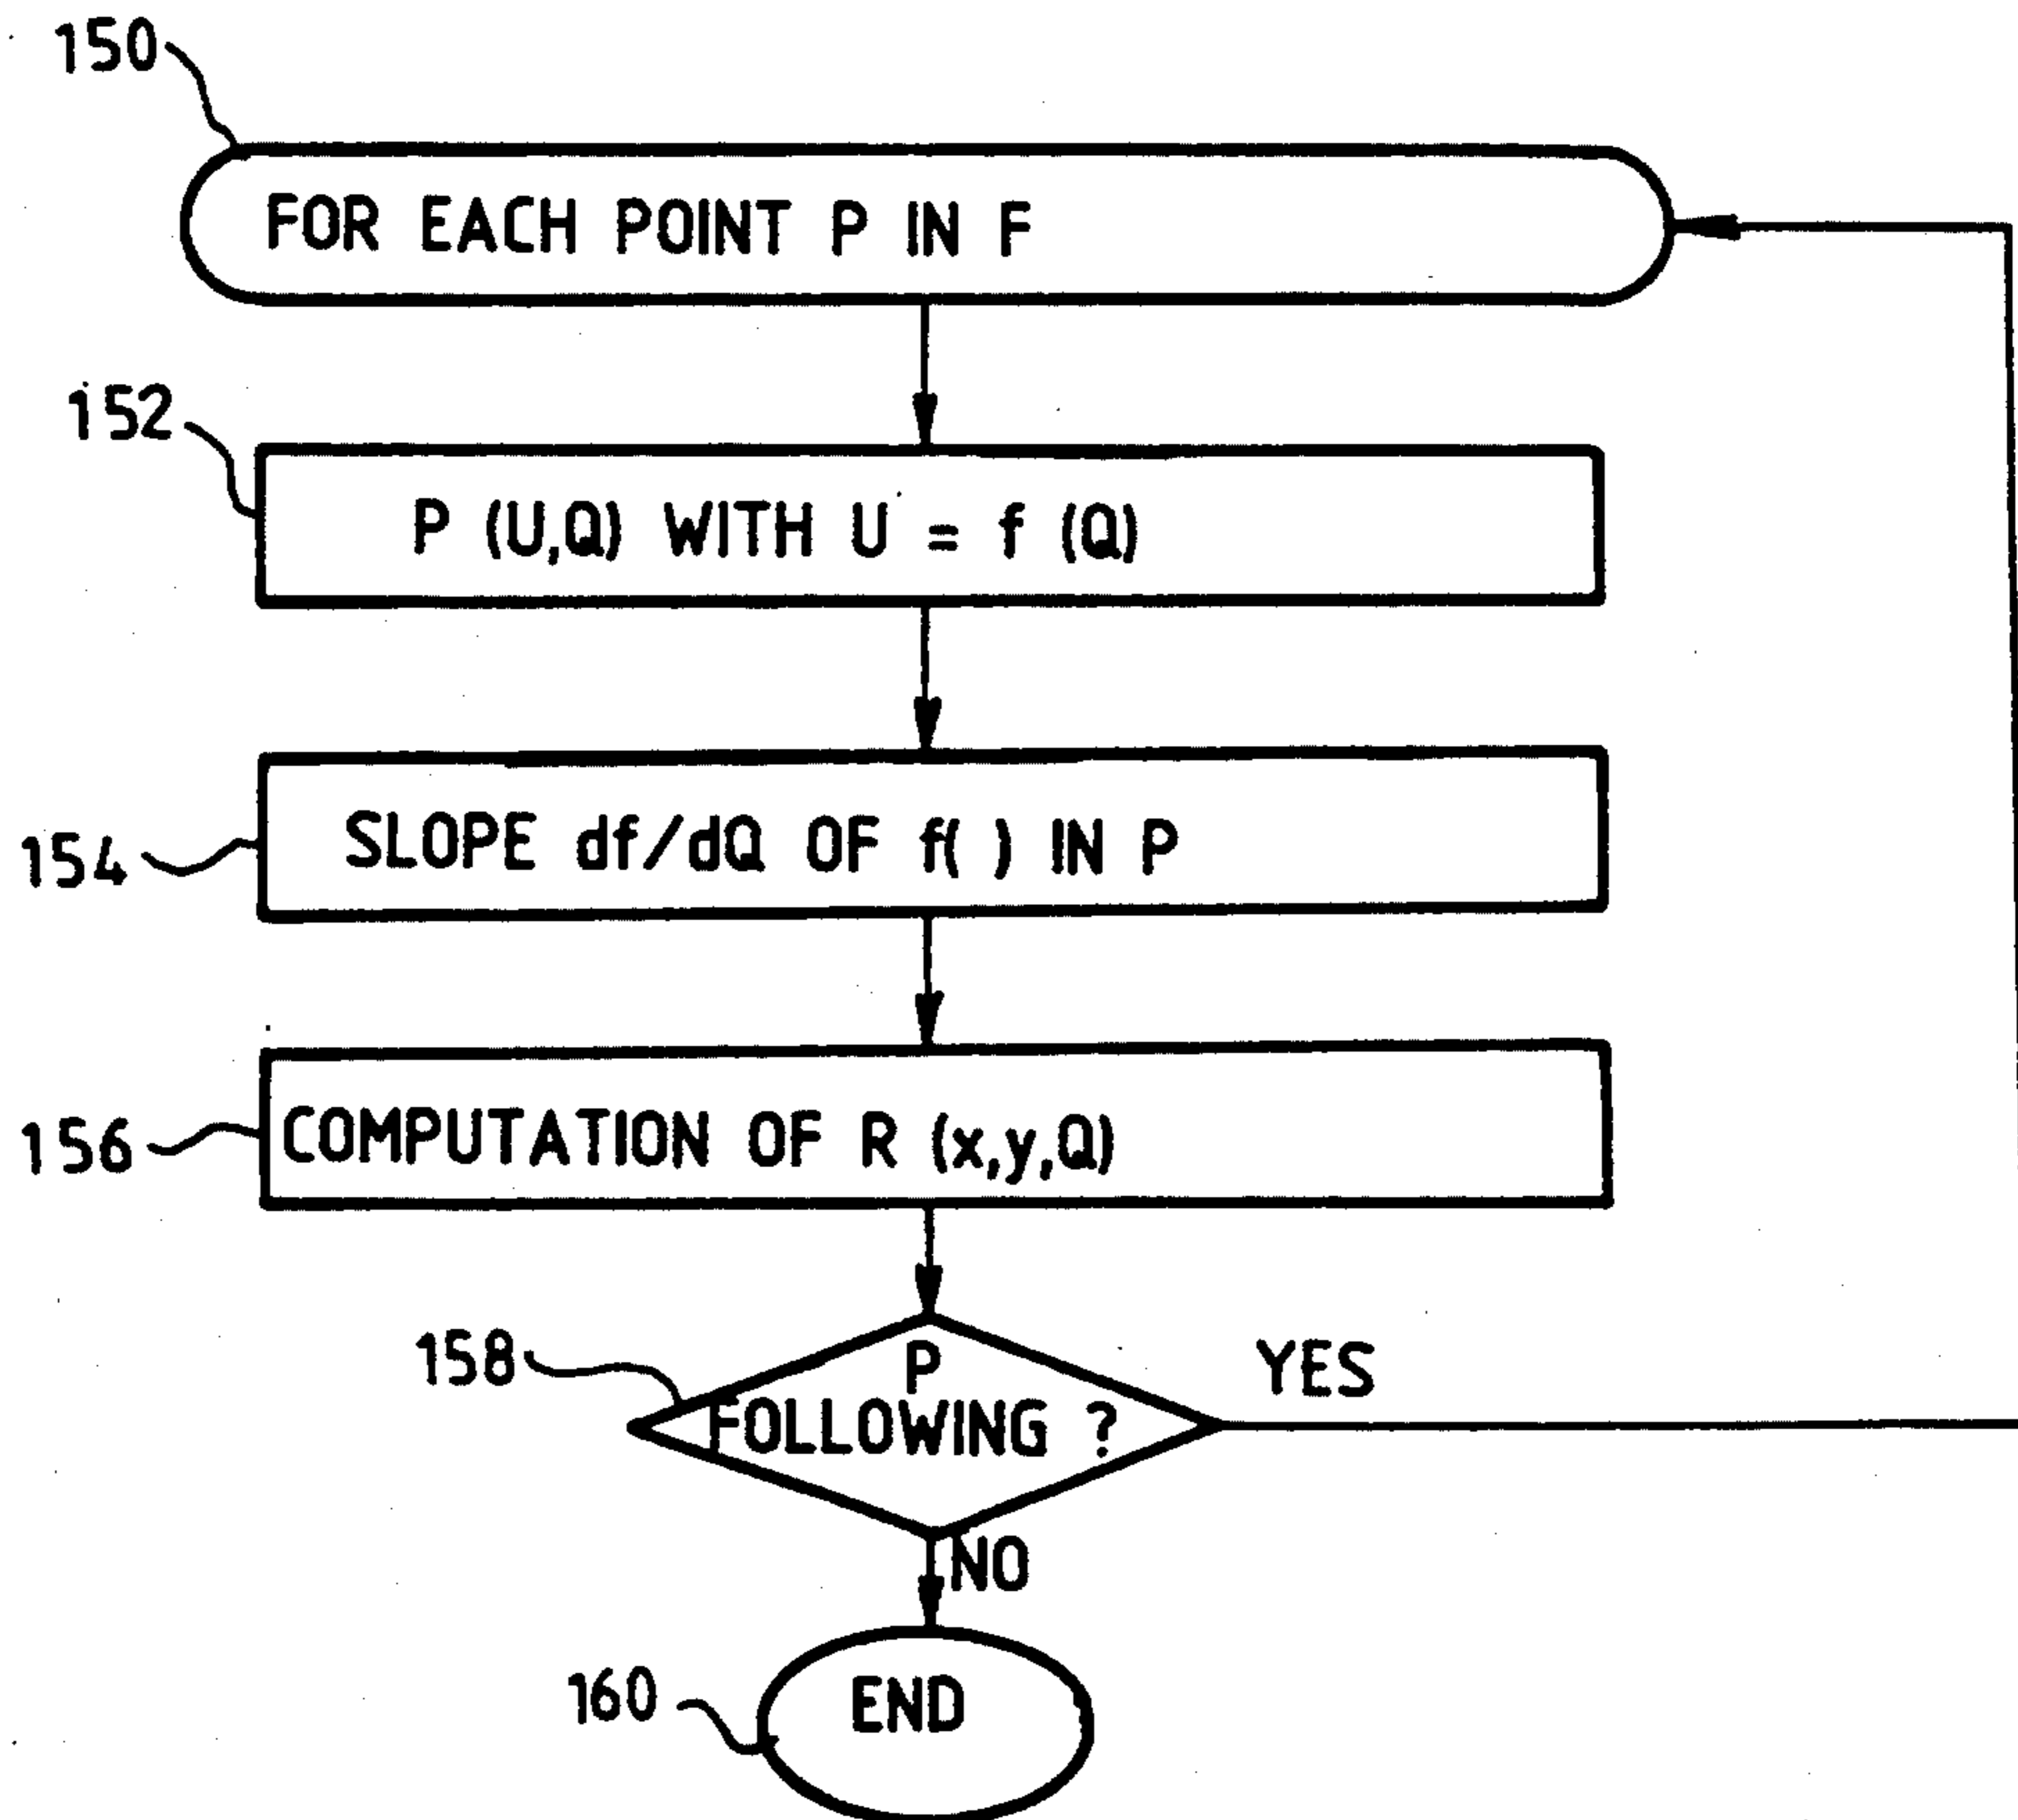 150
FOR EACH POINT P IN F
152
P (U,Q) WITH U = f (Q)
154
SLOPE df/dQ OF f( ) IN P
156
COMPUTATION OF R (x,y,Q)
158
P
FOLLOWING ?
YES
NO
160
END